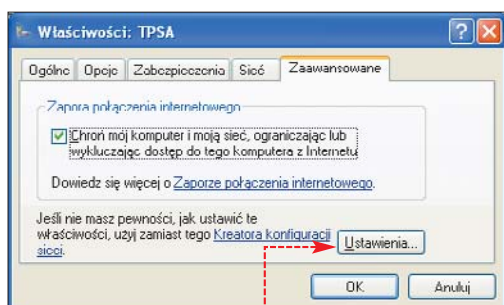 Właściwości: TPSA
Ogólne Opcje Zabezpieczenia Sieć Zaawansowane
Zapora połączenia internetowego
Chroń mój komputer i moją sieć, ograniczając lub
wykluczając dostęp do tego komputera z Internetu
Dowiedz się więcej o Zaporze połączenia internetowego.
Jeśli nie masz pewności, jak ustawić te
właściwości, użyj zamiast tego Kreatora konfiguracji
sieci.
Ustawienia...
OK Anuluj